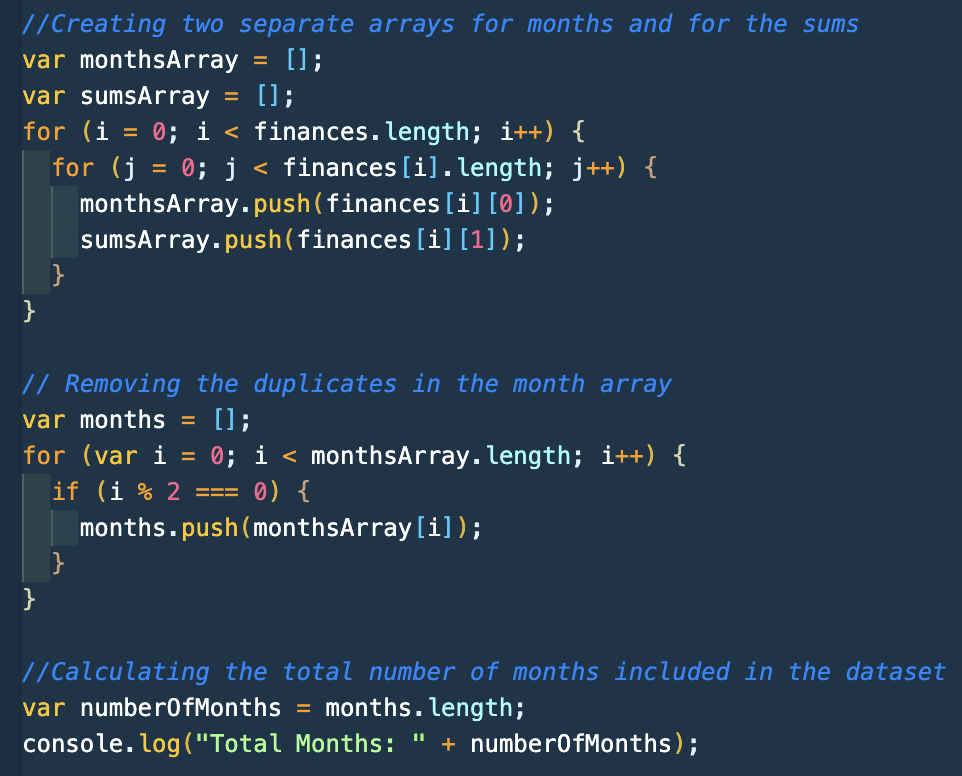 //Creating two separate arrays for months and for the sums
var monthsArray = [];
var sumsArray = [];
for (i = 0; i < finances.length; i++) {
  for (j = 0; j < finances[i].length; j++) {
    monthsArray.push(finances[i][0]);
    sumsArray.push(finances[i][1]);
  }
}

// Removing the duplicates in the month array
var months = [];
for (var i = 0; i < monthsArray.length; i++) {
  if (i % 2 === 0) {
    months.push(monthsArray[i]);
  }
}

//Calculating the total number of months included in the dataset
var numberOfMonths = months.length;
console.log("Total Months: " + numberOfMonths);